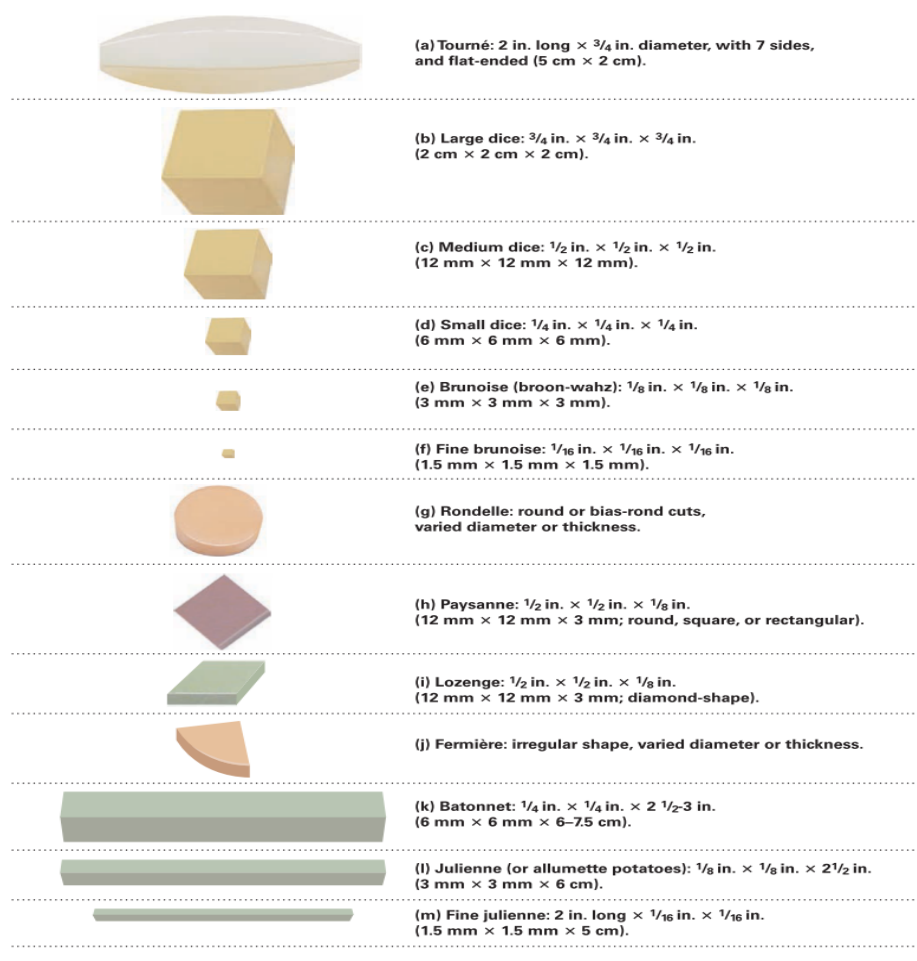 (a) Tourné: 2 in. long × 3/4 in. diameter, with 7 sides,
and flat-ended (5 cm × 2 cm).
(b) Large dice: 3/4 in. × 3/4 in. × 3/4 in.
(2 cm × 2 cm × 2 cm).
(c) Medium dice: 1/2 in. × 1/2 in. × 1/2 in.
(12 mm × 12 mm × 12 mm).
(d) Small dice: 1/4 in. × 1/4 in. × 1/4 in.
(6 mm × 6 mm × 6 mm).
(e) Brunoise (broon-wahz): 1/8 in. × 1/8 in. × 1/8 in.
(3 mm × 3 mm × 3 mm).
(f) Fine brunoise: 1/16 in. × 1/16 in. × 1/16 in.
(1.5 mm × 1.5 mm × 1.5 mm).
(g) Rondelle: round or bias-rond cuts,
varied diameter or thickness.
(h) Paysanne: 1/2 in. × 1/2 in. × 1/8 in.
(12 mm × 12 mm × 3 mm; round, square, or rectangular).
(i) Lozenge: 1/2 in. × 1/2 in. × 1/8 in.
(12 mm × 12 mm × 3 mm; diamond-shape).
(j) Fermière: irregular shape, varied diameter or thickness.
(k) Batonnet: 1/4 in. × 1/4 in. × 2 1/2-3 in.
(6 mm × 6 mm × 6–7.5 cm).
(l) Julienne (or allumette potatoes): 1/8 in. × 1/8 in. × 2 1/2 in.
(3 mm × 3 mm × 6 cm).
(m) Fine julienne: 2 in. long × 1/16 in. × 1/16 in.
(1.5 mm × 1.5 mm × 5 cm).